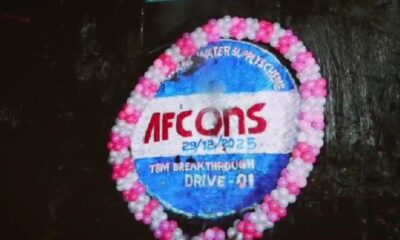 WATER SUPPLY SCHEME
AFCONS
29/12/2025
TBM BREAKTHROUGH
DRIVE-01